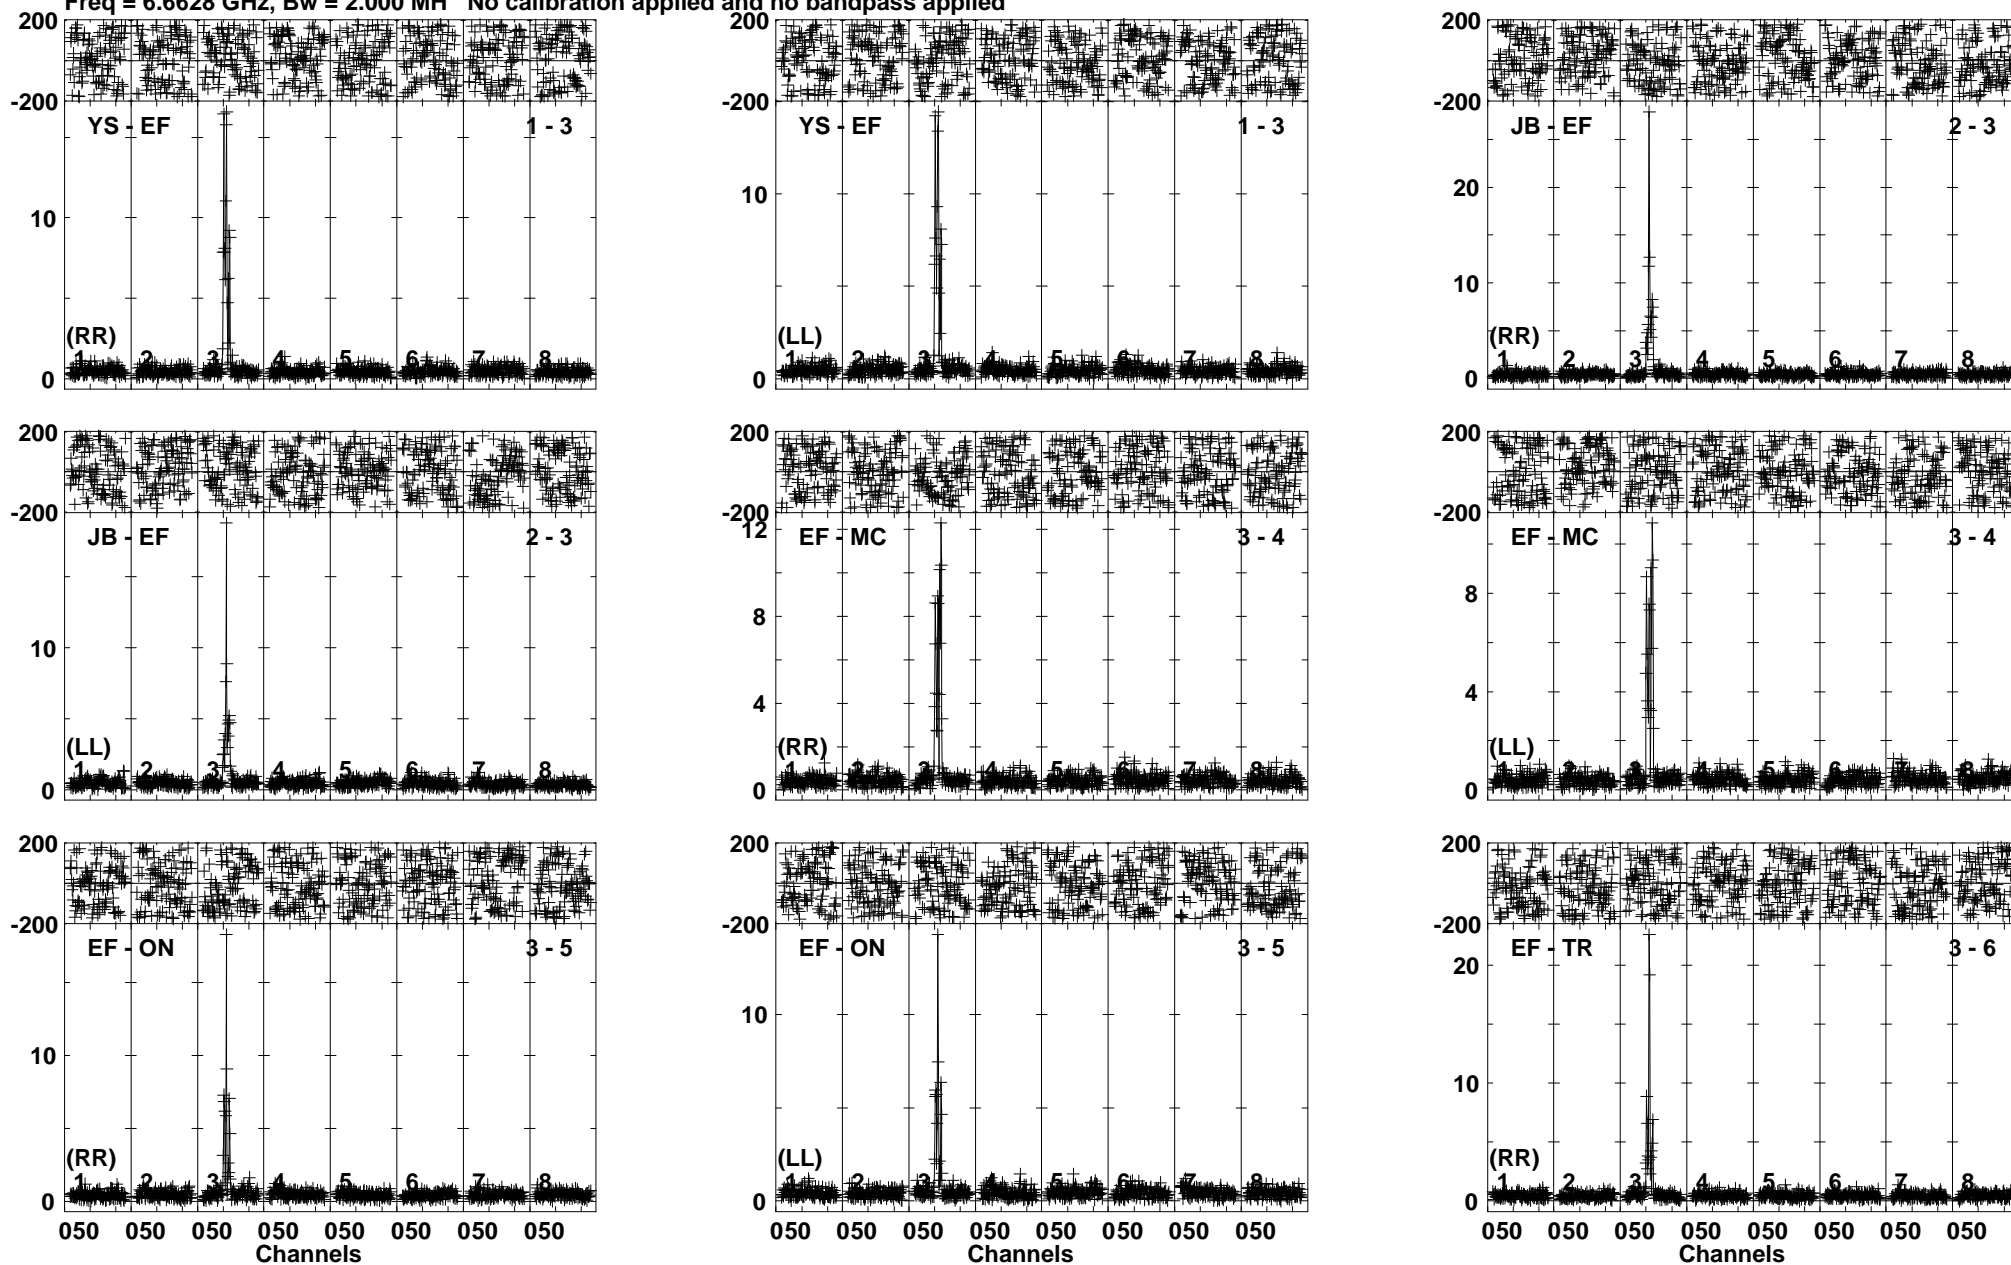 Freq = 6.6628 GHz, Bw = 2.000 MH No calibration applied and no bandpass applied
200
-200
YS - EF
1 - 3
10
(RR)
1 2 3 4 5 6 7 8
0
200
-200
YS - EF
1 - 3
10
(LL)
1 2 3 4 5 6 7 8
0
200
-200
JB - EF
2 - 3
20
10
(RR)
1 2 3 4 5 6 7 8
0
200
-200
JB - EF
2 - 3
10
(LL)
1 2 3 4 5 6 7 8
0
200
-200
EF - MC
3 - 4
12
8
4
(RR)
1 2 3 4 5 6 7 8
0
200
-200
EF - MC
3 - 4
8
4
(LL)
1 2 3 4 5 6 7 8
0
200
-200
EF - ON
3 - 5
10
(RR)
1 2 3 4 5 6 7 8
0
050 050 050 050 050 050 050 050
Channels
200
-200
EF - ON
3 - 5
10
(LL)
1 2 3 4 5 6 7 8
0
050 050 050 050 050 050 050 050
Channels
200
-200
EF - TR
3 - 6
20
10
(RR)
1 2 3 4 5 6 7 8
0
050 050 050 050 050 050 050 050
Channels